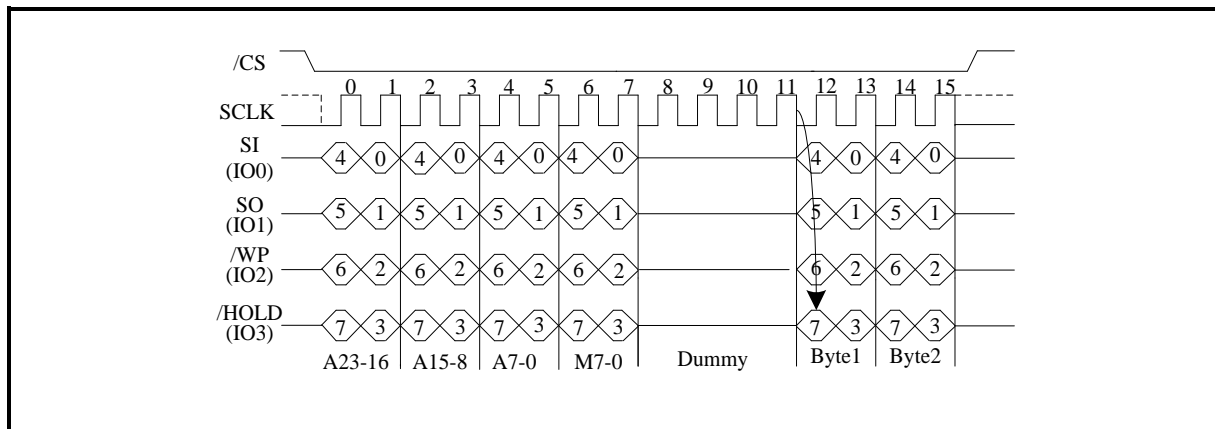 /CS
0 1 2 3 4 5 6 7 8 9 10 11 12 13 14 15
SCLK
SI
(IO0)
4 0 4 0 4 0 4 0 4 0 4 0
SO
(IO1)
5 1 5 1 5 1 5 1 5 1 5 1
/WP
(IO2)
6 2 6 2 6 2 6 2 6 2 6 2
/HOLD
(IO3)
7 3 7 3 7 3 7 3 7 3 7 3
A23-16 A15-8 A7-0 M7-0 Dummy Byte1 Byte2